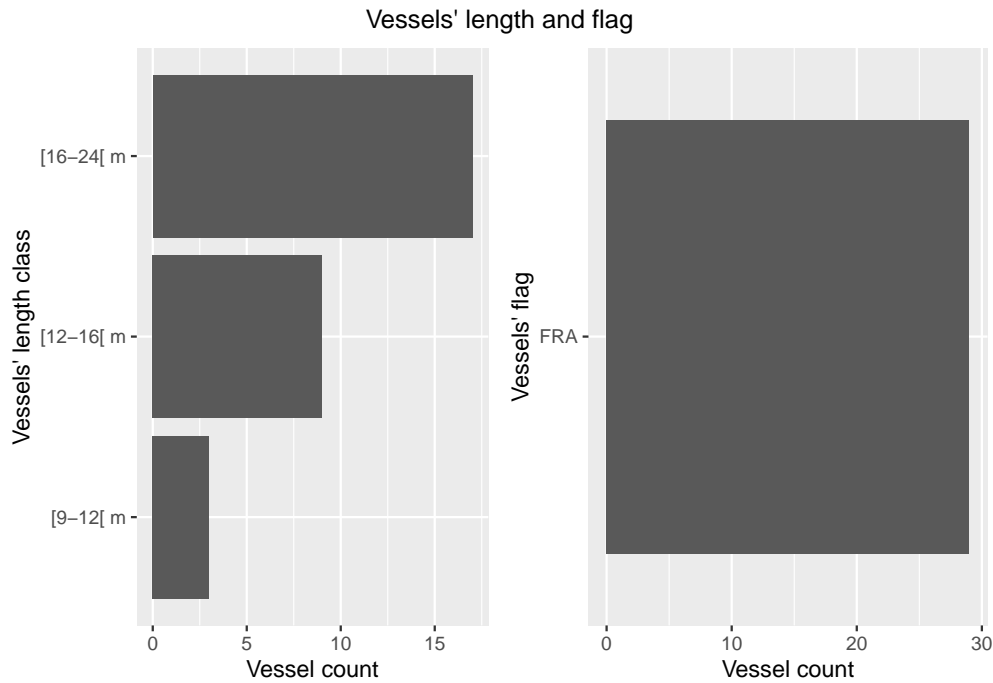 Vessels' length and flag
Vessels' length class
[16–24[ m
[12–16[ m
[9–12[ m
0 5 10 15
Vessel count
Vessels' flag
FRA
0 10 20 30
Vessel count